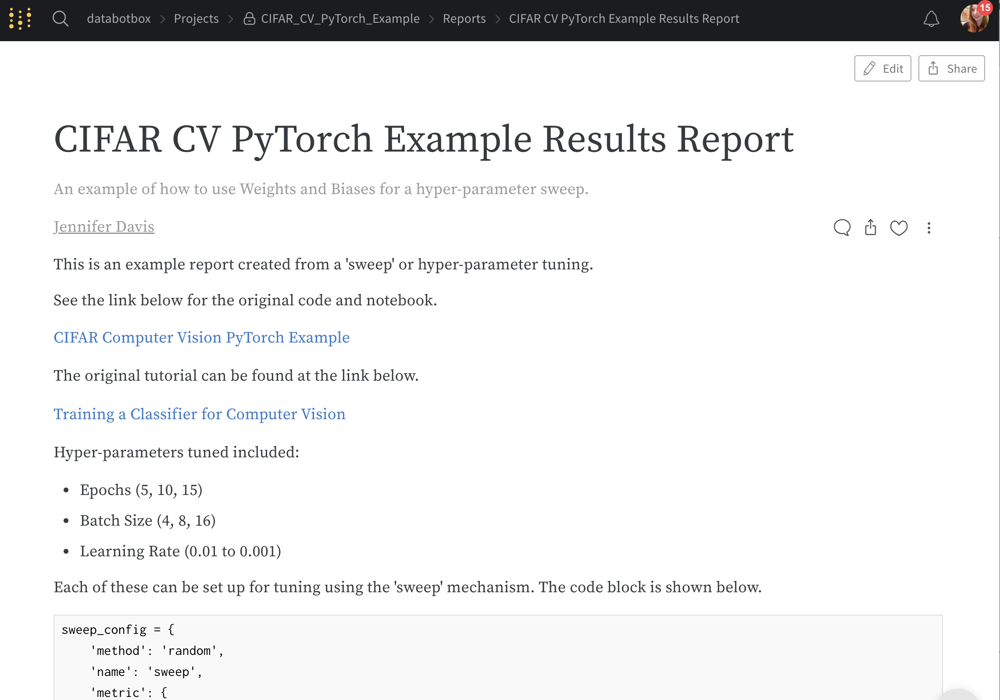 databotbox > Projects > CIFAR_CV_PyTorch_Example > Reports > CIFAR CV PyTorch Example Results Report
15
Edit
Share
CIFAR CV PyTorch Example Results Report
An example of how to use Weights and Biases for a hyper-parameter sweep.
Jennifer Davis
This is an example report created from a 'sweep' or hyper-parameter tuning.
See the link below for the original code and notebook.
CIFAR Computer Vision PyTorch Example
The original tutorial can be found at the link below.
Training a Classifier for Computer Vision
Hyper-parameters tuned included:
• Epochs (5, 10, 15)
• Batch Size (4, 8, 16)
• Learning Rate (0.01 to 0.001)
Each of these can be set up for tuning using the 'sweep' mechanism. The code block is shown below.
sweep_config = {
    'method': 'random',
    'name': 'sweep',
    'metric': {